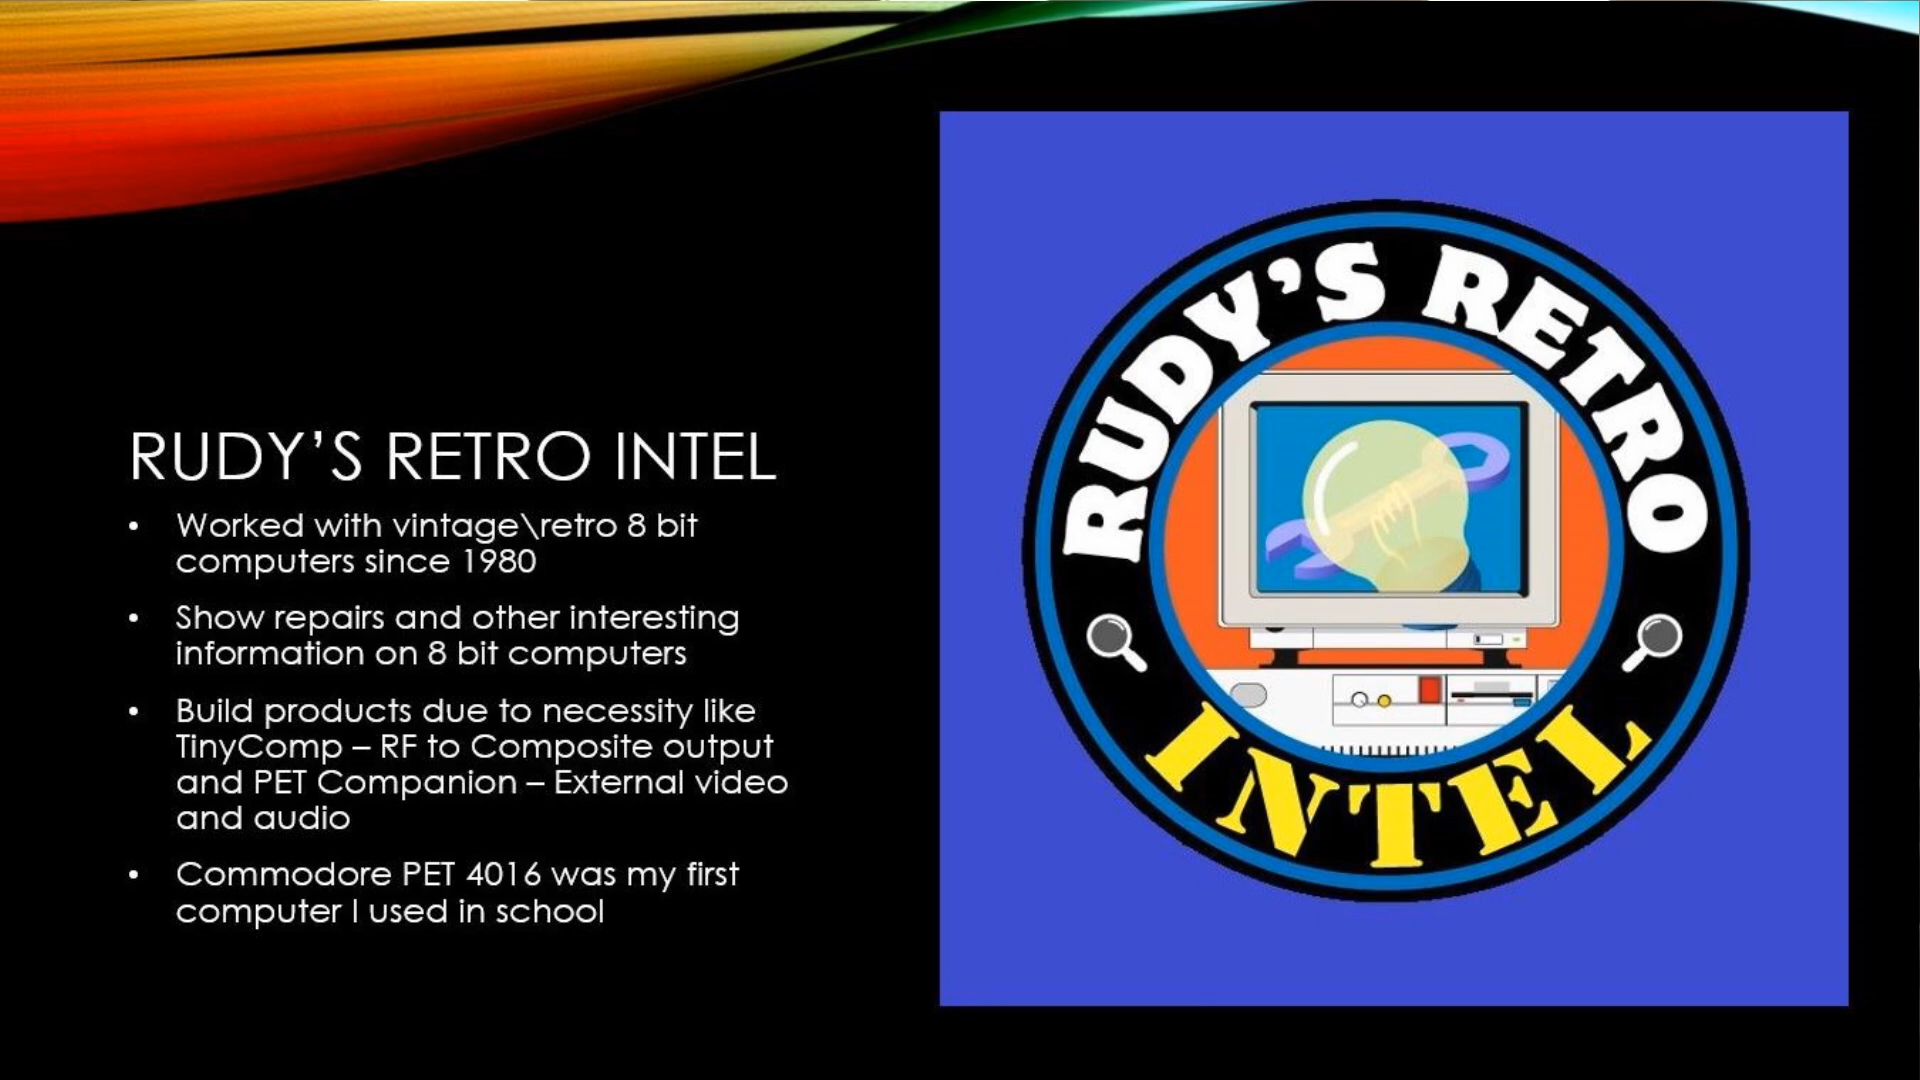 RUDY’S RETRO INTEL
• Worked with vintage\retro 8 bit
computers since 1980
• Show repairs and other interesting
information on 8 bit computers
• Build products due to necessity like
TinyComp – RF to Composite output
and PET Companion – External video
and audio
• Commodore PET 4016 was my first
computer I used in school
RUDY’S RETRO
INTEL